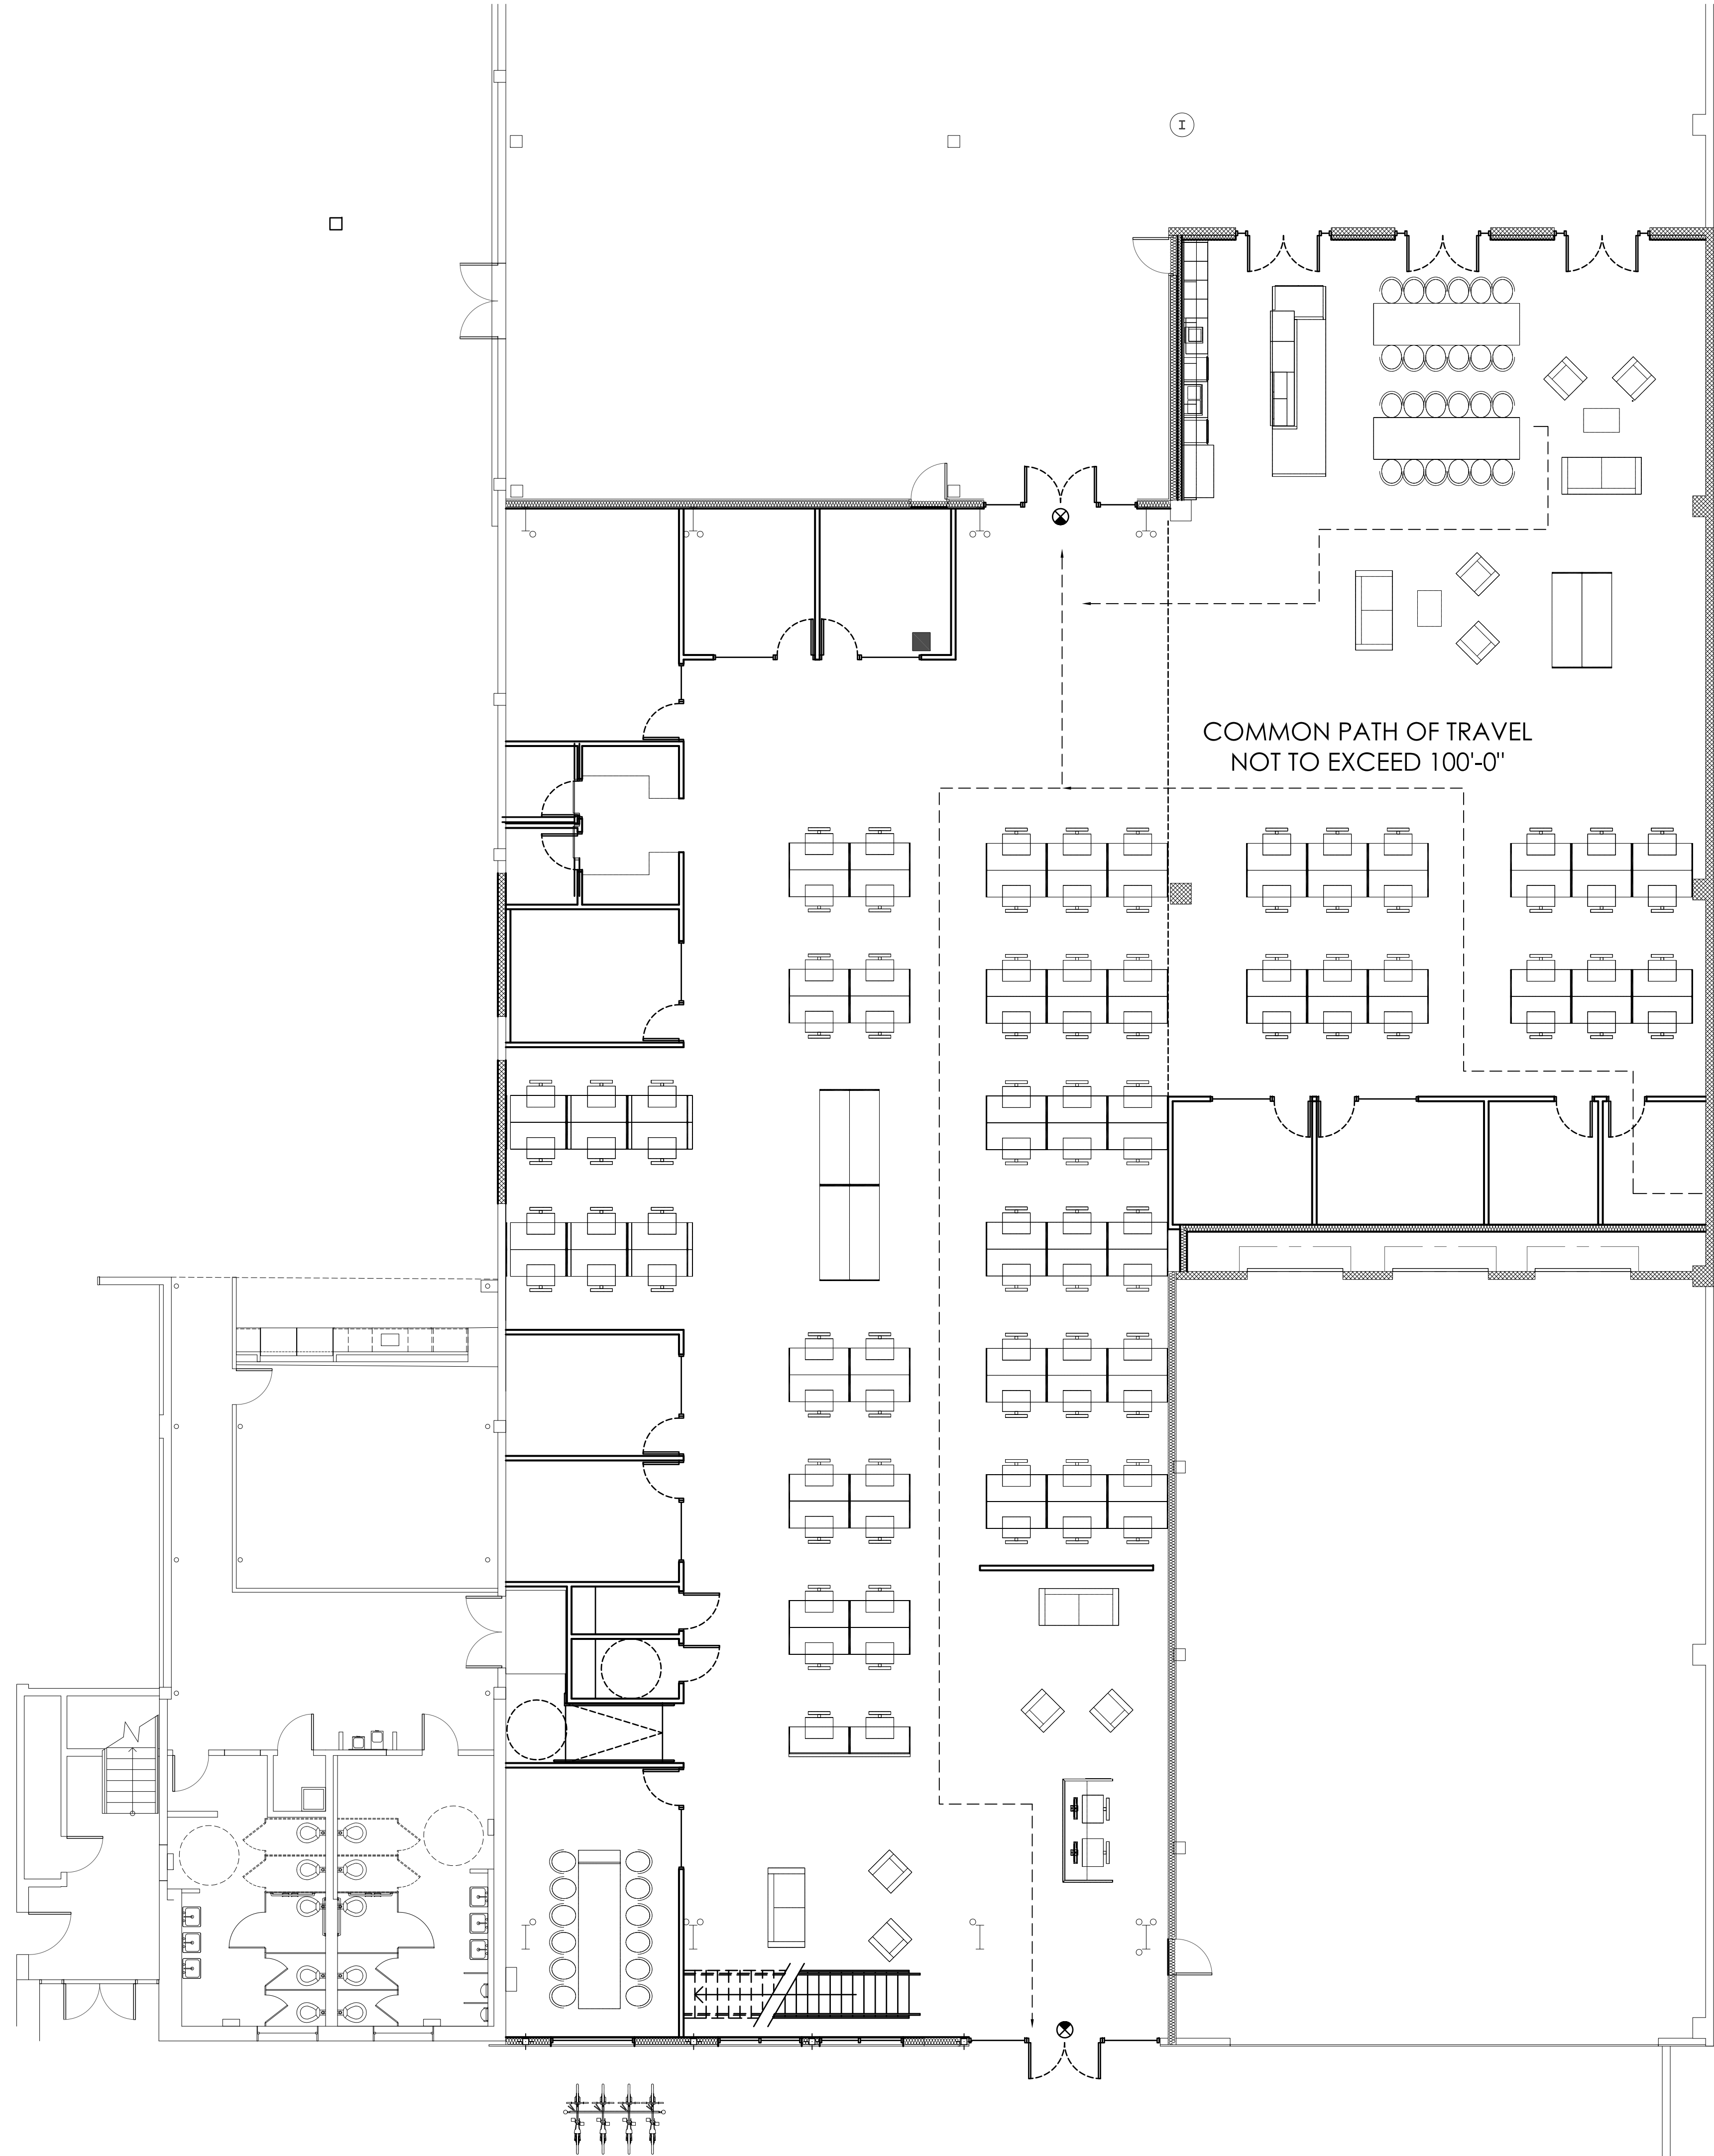 I
COMMON PATH OF TRAVEL
NOT TO EXCEED 100'-0"